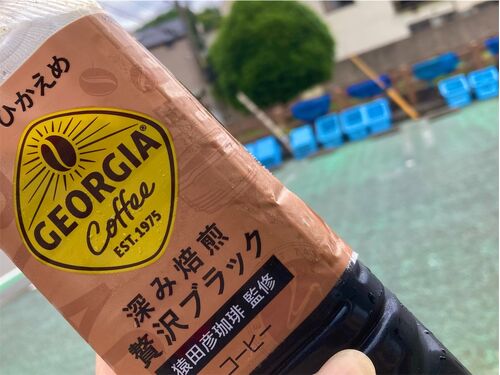 ひかえめ
GEORGIA®
Coffee
EST.1975
深み焙煎
贅沢ブラック
猿田彦珈琲 監修
コーヒー